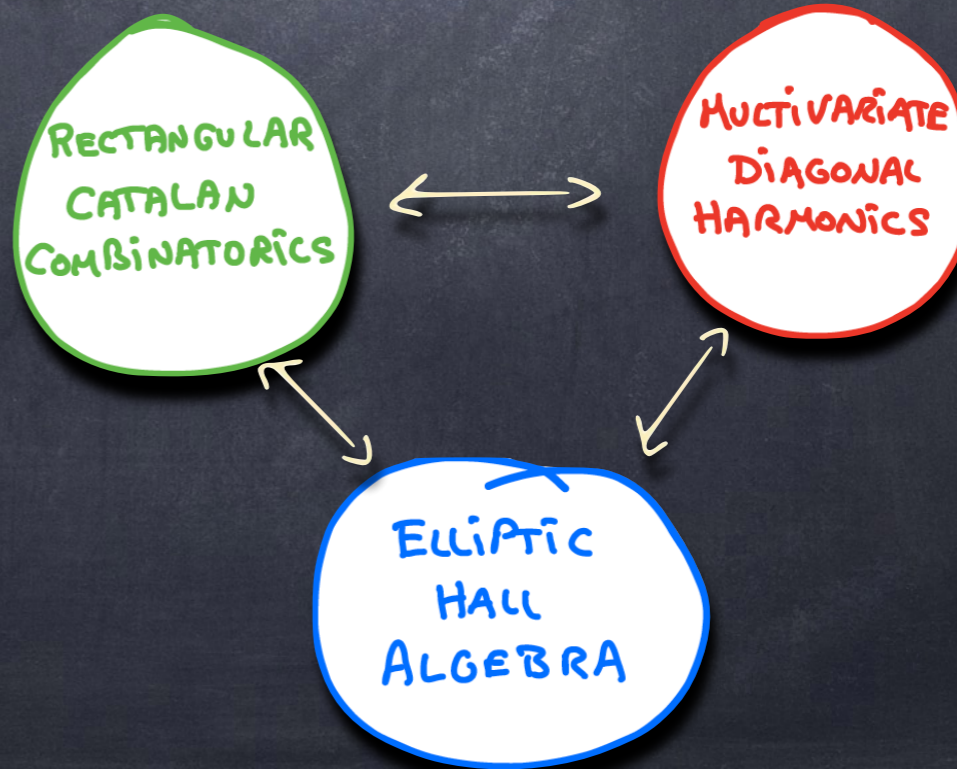 RECTANGULAR
CATALAN
COMBINATORICS
MULTIVARIATE
DIAGONAL
HARMONICS
ELLIPTIC
HALL
ALGEBRA